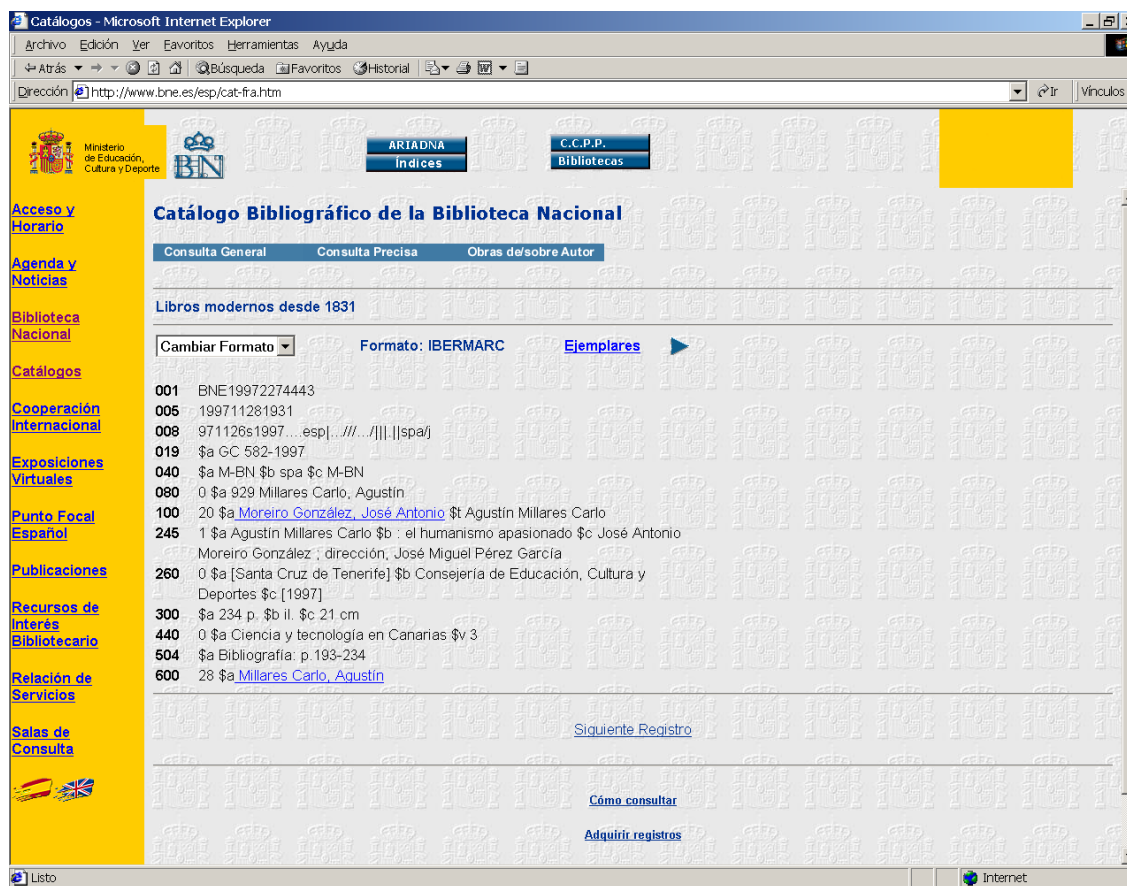 Catálogos - Microsoft Internet Explorer
Archivo Edición Ver Favoritos Herramientas Ayuda
Atrás Búsqueda Favoritos Historial
Dirección http://www.bne.es/esp/cat-fra.htm Ir Vínculos
Ministerio
de Educación,
Cultura y Deporte
BN
ARIADNA
Índices
C.C.P.P.
Bibliotecas
Acceso y
Horario
Agenda y
Noticias
Biblioteca
Nacional
Catálogos
Cooperación
Internacional
Exposiciones
Virtuales
Punto Focal
Español
Publicaciones
Recursos de
Interés
Bibliotecario
Relación de
Servicios
Salas de
Consulta
Catálogo Bibliográfico de la Biblioteca Nacional
Consulta General Consulta Precisa Obras de/sobre Autor
Libros modernos desde 1831
Cambiar Formato Formato: IBERMARC Ejemplares
001 BNE19972274443
005 199711281931
008 971126s1997....esp|...///.../|||.||spa/j
019 $a GC 582-1997
040 $a M-BN $b spa $c M-BN
080 0 $a 929 Millares Carlo, Agustín
100 20 $a Moreiro González, José Antonio $t Agustín Millares Carlo
245 1 $a Agustín Millares Carlo $b : el humanismo apasionado $c José Antonio
Moreiro González ; dirección, José Miguel Pérez García
260 0 $a [Santa Cruz de Tenerife] $b Consejería de Educación, Cultura y
Deportes $c [1997]
300 $a 234 p. $b il. $c 21 cm
440 0 $a Ciencia y tecnología en Canarias $v 3
504 $a Bibliografía: p.193-234
600 28 $a Millares Carlo, Agustín
Siguiente Registro
Cómo consultar
Adquirir registros
Listo Internet